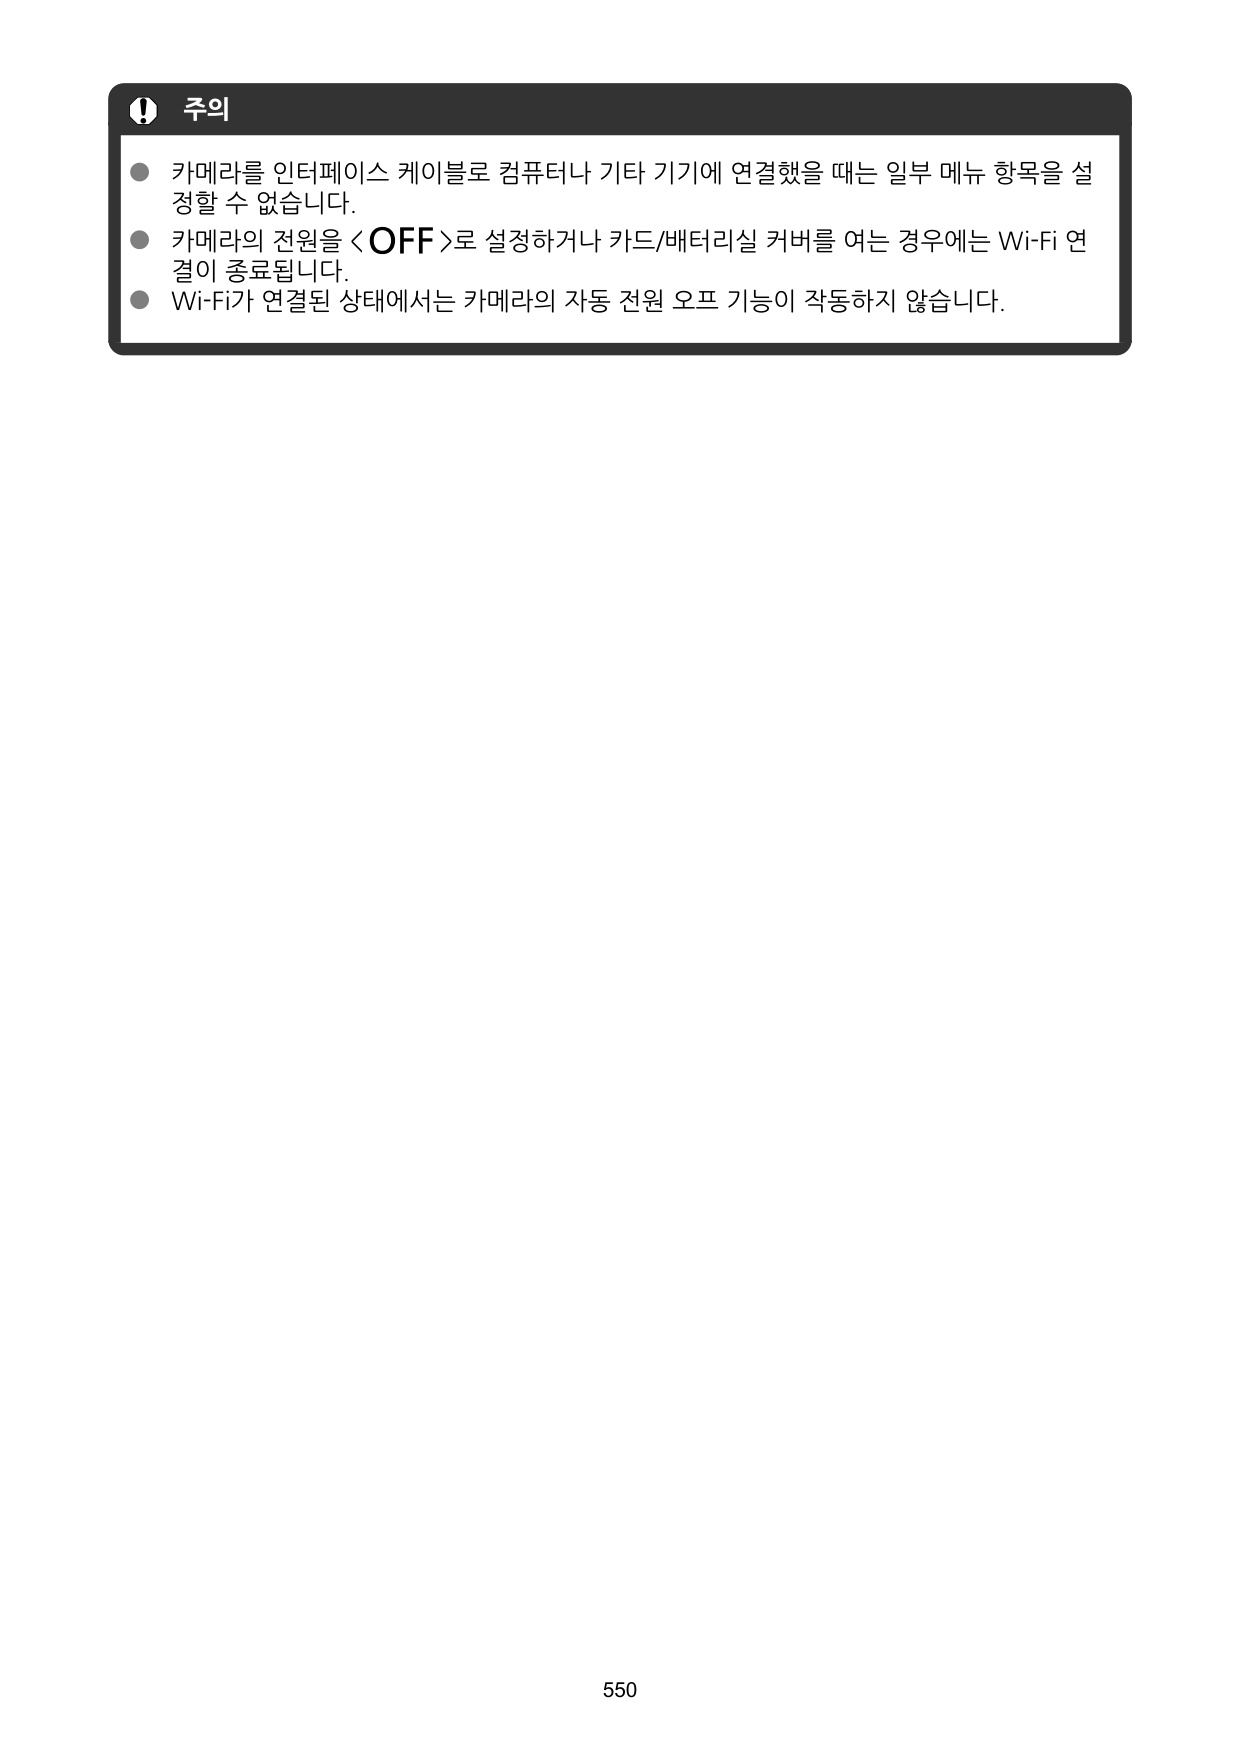 주의
● 카메라를 인터페이스 케이블로 컴퓨터나 기타 기기에 연결했을 때는 일부 메뉴 항목을 설
정할 수 없습니다.
● 카메라의 전원을 <OFF>로 설정하거나 카드/배터리실 커버를 여는 경우에는 Wi-Fi 연
결이 종료됩니다.
● Wi-Fi가 연결된 상태에서는 카메라의 자동 전원 오프 기능이 작동하지 않습니다.
550